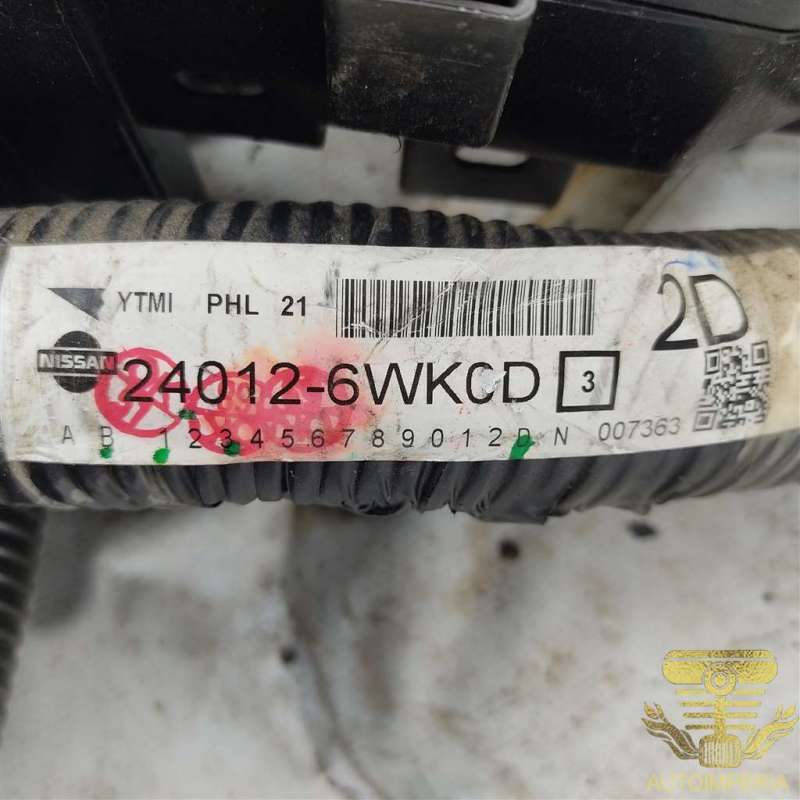 YTMI PHL 21
2D
NISSAN
24012-6WK0D 3
A B 1 2 3 4 5 6 7 8 9 0 1 2 D N 007363
AUTOIMPERIA